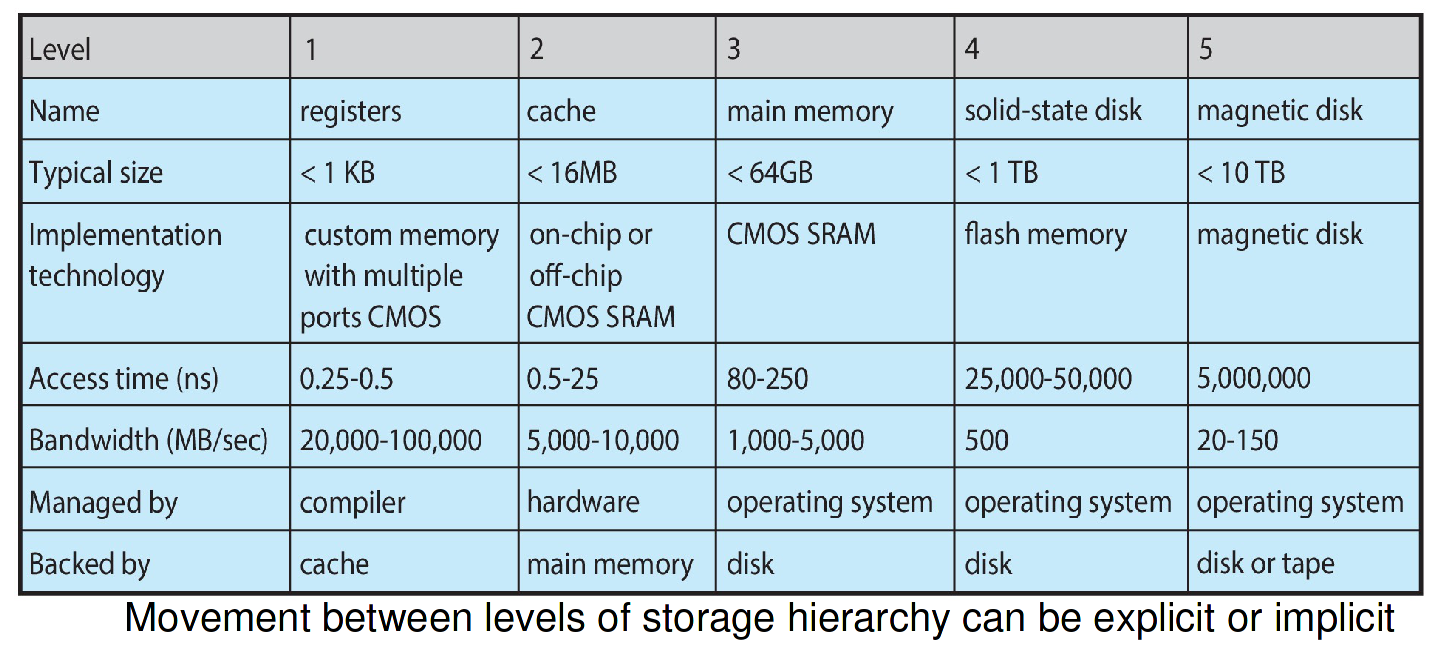 Level 1 2 3 4 5
Name registers cache main memory solid-state disk magnetic disk
Typical size < 1 KB < 16MB < 64GB < 1 TB < 10 TB
Implementation custom memory on-chip or CMOS SRAM flash memory magnetic disk
technology with multiple off-chip
ports CMOS CMOS SRAM
Access time (ns) 0.25-0.5 0.5-25 80-250 25,000-50,000 5,000,000
Bandwidth (MB/sec) 20,000-100,000 5,000-10,000 1,000-5,000 500 20-150
Managed by compiler hardware operating system operating system operating system
Backed by cache main memory disk disk disk or tape
Movement between levels of storage hierarchy can be explicit or implicit